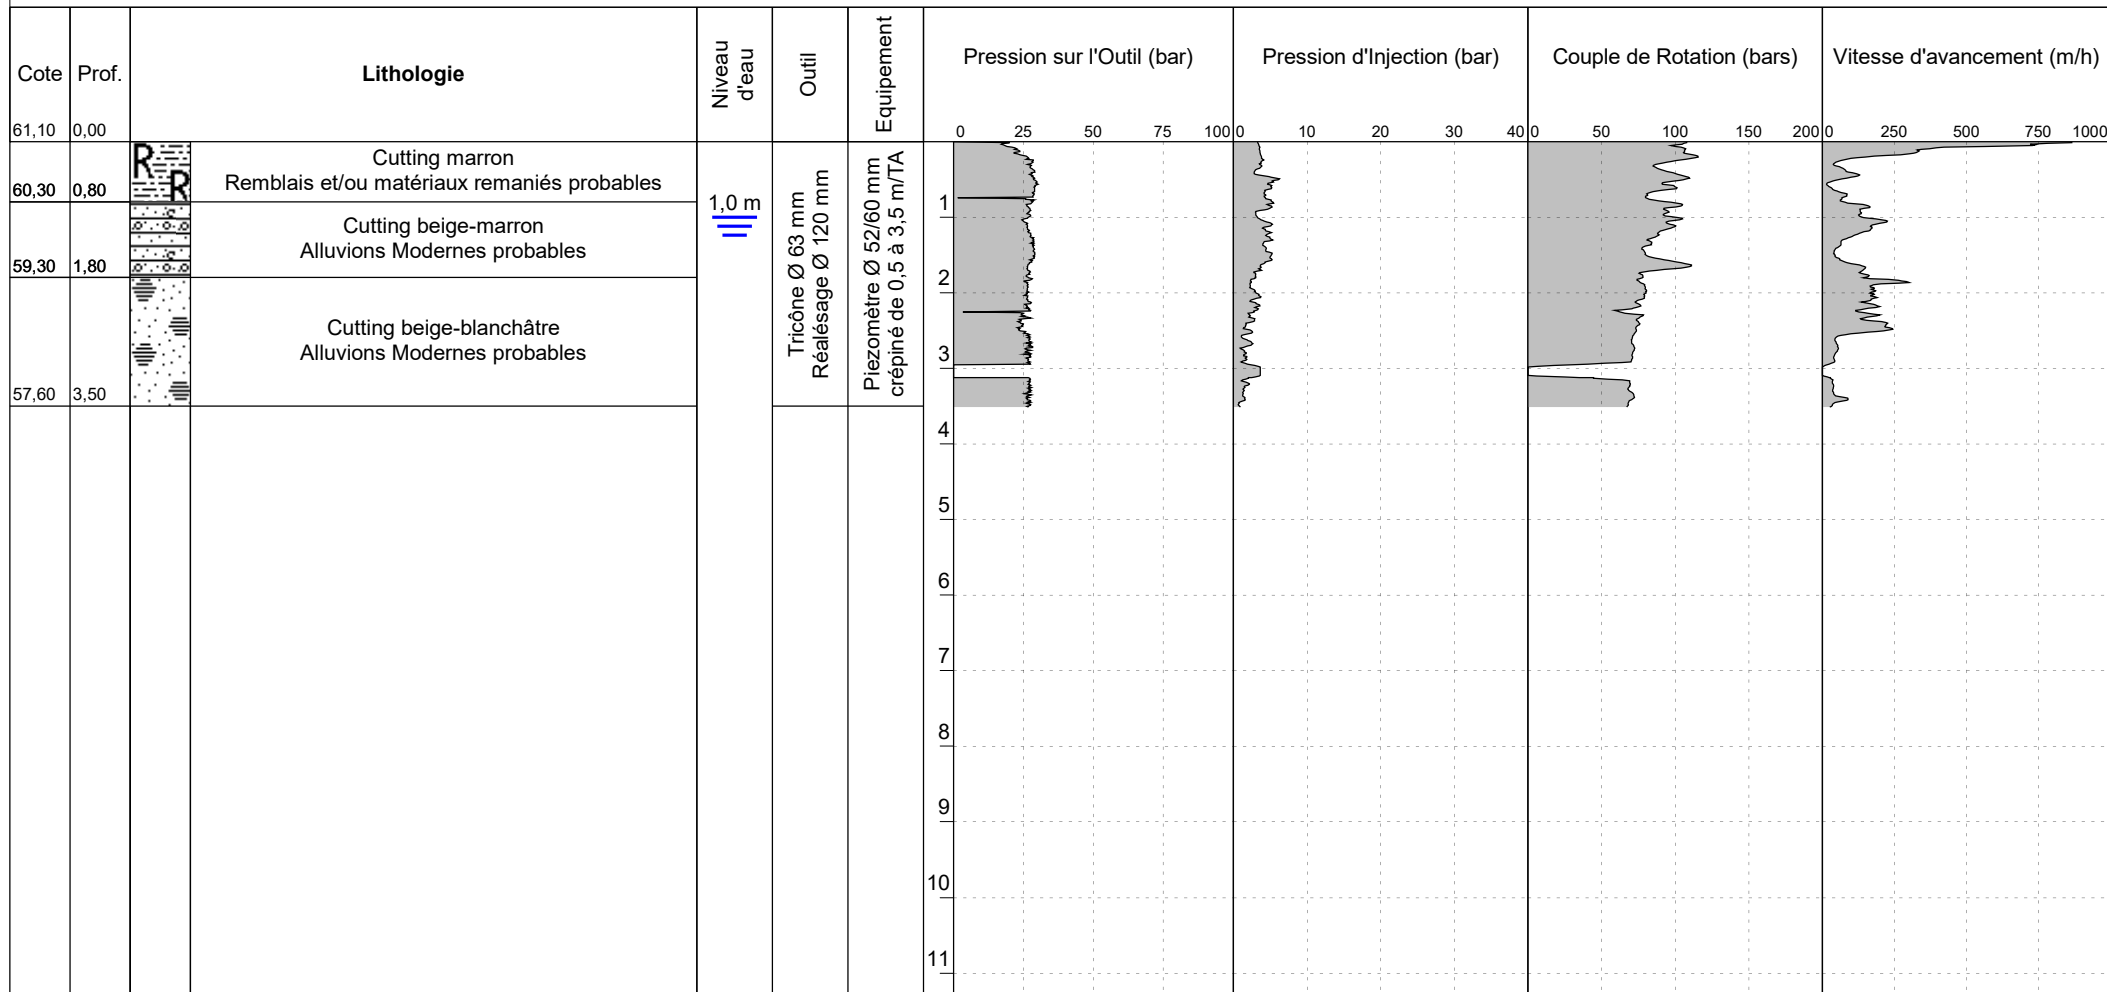 Cote
Prof.
Lithologie
Niveau
d'eau
Outil
Equipement
Pression sur l'Outil (bar)
Pression d'Injection (bar)
Couple de Rotation (bars)
Vitesse d'avancement (m/h)
61,10 0,00
0 25 50 75 100
0 10 20 30 40
0 50 100 150 200
0 250 500 750 1000
R
R
Cutting marron
Remblais et/ou matériaux remaniés probables
60,30 0,80
Cutting beige-marron
Alluvions Modernes probables
59,30 1,80
Cutting beige-blanchâtre
Alluvions Modernes probables
57,60 3,50
1,0 m
Tricône Ø 63 mm
Réalésage Ø 120 mm
Piezomètre Ø 52/60 mm
crépiné de 0,5 à 3,5 m/TA
1
2
3
4
5
6
7
8
9
10
11